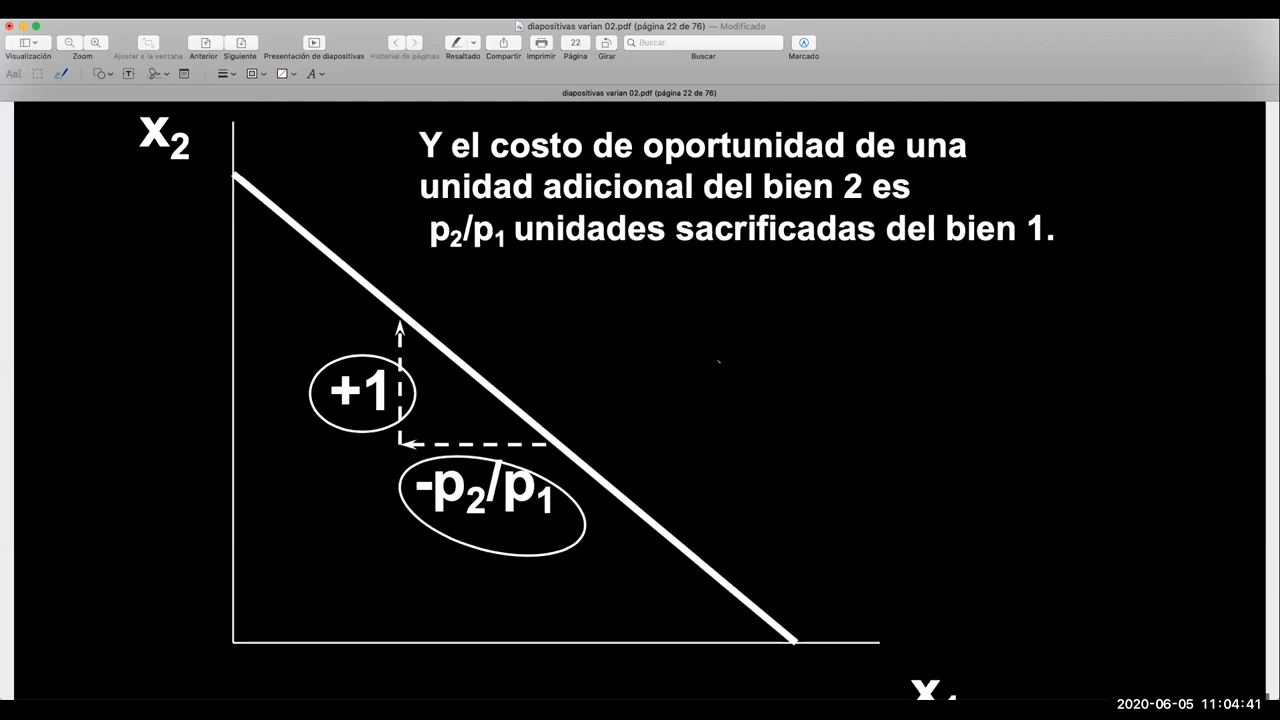 diapositivas varian 02.pdf (página 22 de 76) — Modificado
22
Buscar
Visualización
Zoom
Ajustar a la ventana
Anterior
Siguiente
Presentación de diapositivas
Historial de páginas
Resaltado
Compartir
Imprimir
Página
Girar
Buscar
Marcado
diapositivas varian 02.pdf (página 22 de 76)
x2
Y el costo de oportunidad de una
unidad adicional del bien 2 es
p2/p1 unidades sacrificadas del bien 1.
+1
-p2/p1
x1
2020-06-05 11:04:41